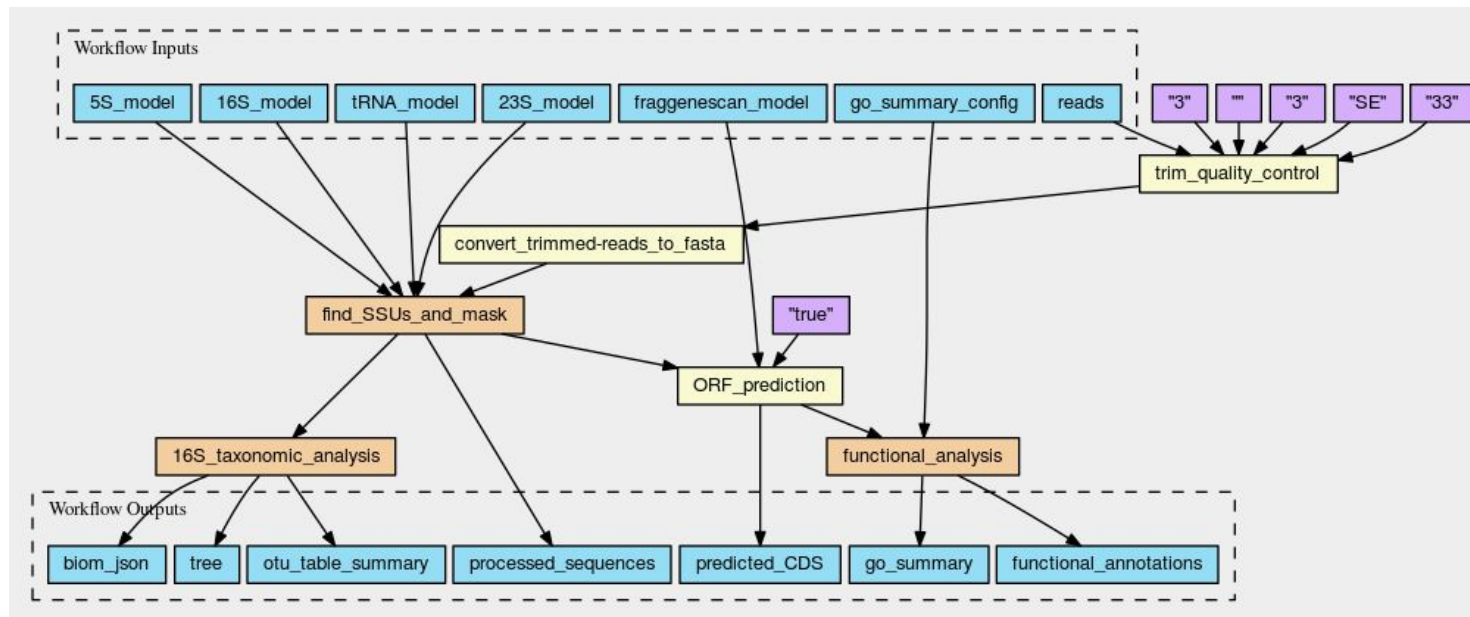 Workflow Inputs
5S_model
16S_model
tRNA_model
23S_model
fraggenescan_model
go_summary_config
reads
"3"
""
"3"
"SE"
"33"
trim_quality_control
convert_trimmed-reads_to_fasta
find_SSUs_and_mask
"true"
ORF_prediction
16S_taxonomic_analysis
functional_analysis
Workflow Outputs
biom_json
tree
otu_table_summary
processed_sequences
predicted_CDS
go_summary
functional_annotations